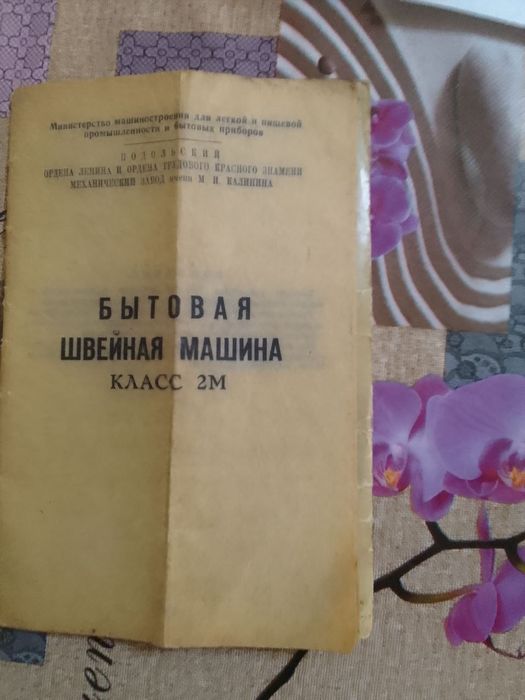 Министерство машиностроения для легкой и пищевой
промышленности и бытовых приборов
ПОДОЛЬСКИЙ
ОРДЕНА ЛЕНИНА И ОРДЕНА ТРУДОВОГО КРАСНОГО ЗНАМЕНИ
МЕХАНИЧЕСКИЙ ЗАВОД имени М. И. КАЛИНИНА
БЫТОВАЯ
ШВЕЙНАЯ МАШИНА
КЛАСС 2М